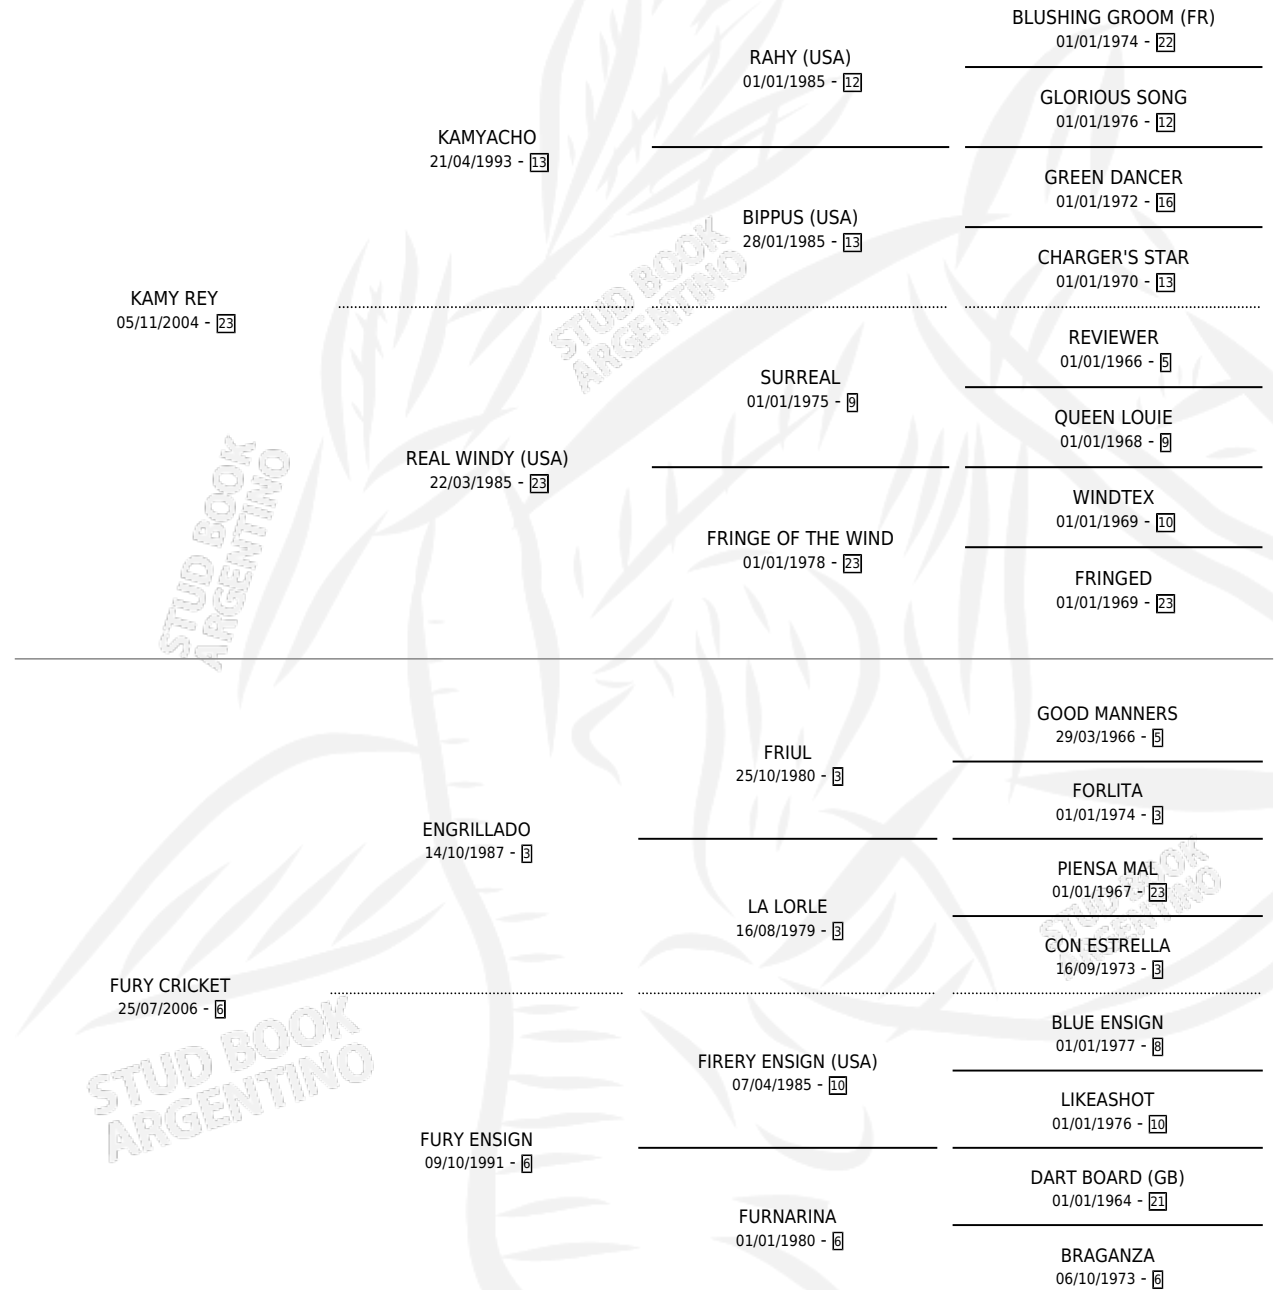 BLUSHING GROOM (FR)
01/01/1974 - 22
RAHY (USA)
01/01/1985 - 12
GLORIOUS SONG
01/01/1976 - 12
KAMYACHO
21/04/1993 - 13
GREEN DANCER
01/01/1972 - 16
BIPPUS (USA)
28/01/1985 - 13
CHARGER'S STAR
01/01/1970 - 13
KAMY REY
05/11/2004 - 23
STUD BOOK
ARGENTINO
REVIEWER
01/01/1966 - 5
SURREAL
01/01/1975 - 9
QUEEN LOUIE
01/01/1968 - 9
REAL WINDY (USA)
22/03/1985 - 23
WINDTEX
01/01/1969 - 10
FRINGE OF THE WIND
01/01/1978 - 23
FRINGED
01/01/1969 - 23
STUD BOOK
ARGENTINO
GOOD MANNERS
29/03/1966 - 5
FRIUL
25/10/1980 - 3
FORLITA
01/01/1974 - 3
ENGRILLADO
14/10/1987 - 3
PIENSA MAL
01/01/1967 - 23
LA LORLE
16/08/1979 - 3
CON ESTRELLA
16/09/1973 - 3
STUD BOOK
ARGENTINO
FURY CRICKET
25/07/2006 - 6
BLUE ENSIGN
01/01/1977 - 8
FIRERY ENSIGN (USA)
07/04/1985 - 10
LIKEASHOT
01/01/1976 - 10
STUD BOOK
ARGENTINO
FURY ENSIGN
09/10/1991 - 6
DART BOARD (GB)
01/01/1964 - 21
FURNARINA
01/01/1980 - 6
BRAGANZA
06/10/1973 - 6